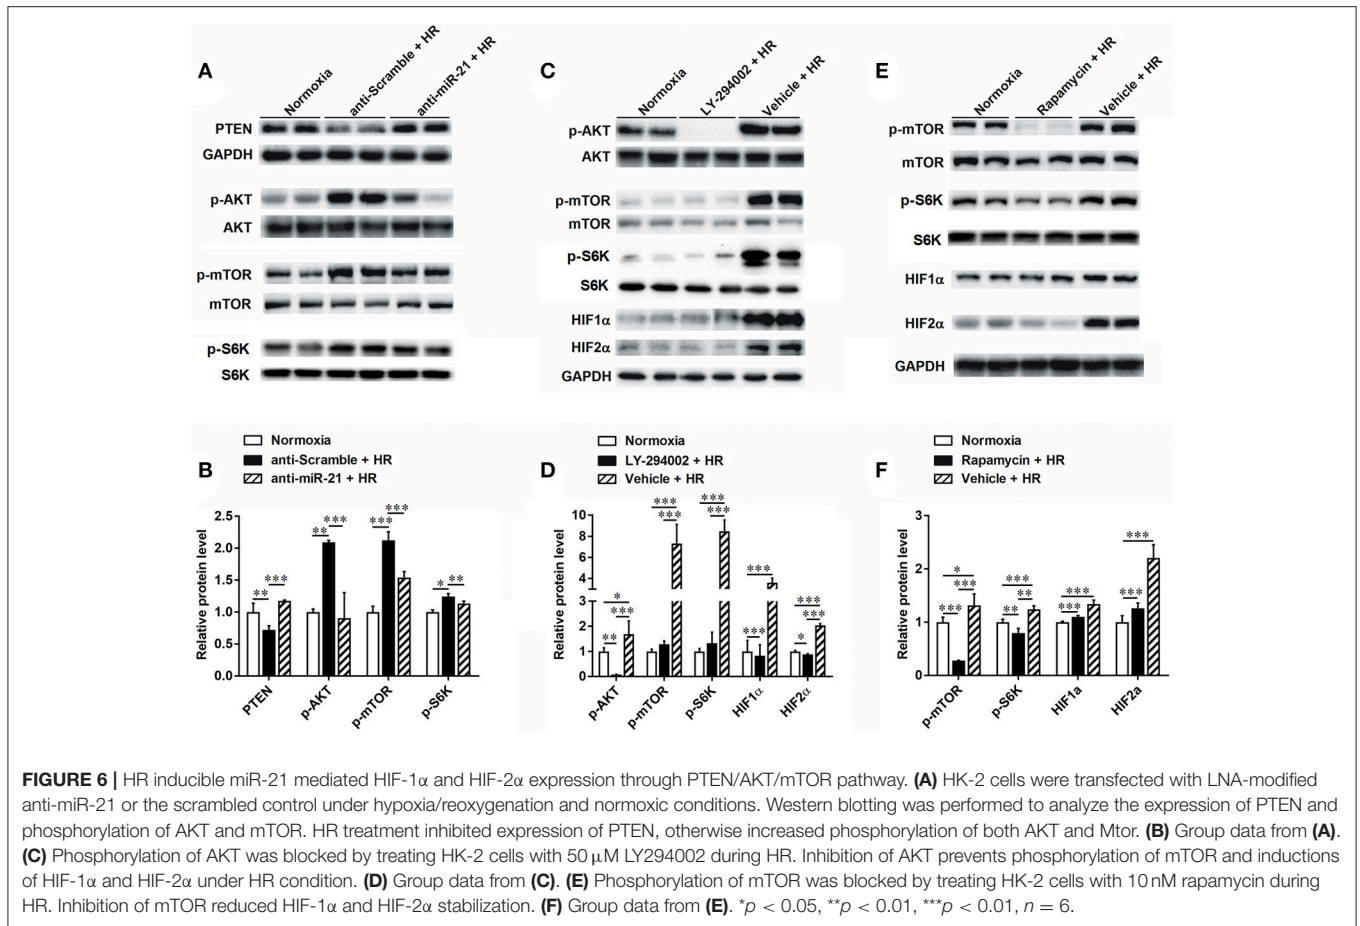 A
Normoxia
anti-Scramble + HR
anti-miR-21 + HR
PTEN
GAPDH
p-AKT
AKT
p-mTOR
mTOR
p-S6K
S6K
C
Normoxia
LY-294002 + HR
Vehicle + HR
p-AKT
AKT
p-mTOR
mTOR
p-S6K
S6K
HIF1α
HIF2α
GAPDH
E
Normoxia
Rapamycin + HR
Vehicle + HR
p-mTOR
mTOR
p-S6K
S6K
HIF1α
HIF2α
GAPDH
B
Normoxia
anti-Scramble + HR
anti-miR-21 + HR
Relative protein level
2.5
2.0
1.5
1.0
0.5
0.0
** ***
** ***
*** ***
* **
PTEN
p-AKT
p-mTOR
p-S6K
D
Normoxia
LY-294002 + HR
Vehicle + HR
Relative protein level
10
8
6
4
2
1
0
*
***
**
***
***
***
***
***
***
***
***
*
p-AKT
p-mTOR
p-S6K
HIF1α
HIF2α
F
Normoxia
Rapamycin + HR
Vehicle + HR
Relative protein level
3
2
1
0
*
***
***
***
**
**
***
***
***
***
p-mTOR
p-S6K
HIF1a
HIF2a
FIGURE 6 | HR inducible miR-21 mediated HIF-1α and HIF-2α expression through PTEN/AKT/mTOR pathway. (A) HK-2 cells were transfected with LNA-modified
anti-miR-21 or the scrambled control under hypoxia/reoxygenation and normoxic conditions. Western blotting was performed to analyze the expression of PTEN and
phosphorylation of AKT and mTOR. HR treatment inhibited expression of PTEN, otherwise increased phosphorylation of both AKT and Mtor. (B) Group data from (A).
(C) Phosphorylation of AKT was blocked by treating HK-2 cells with 50 μM LY294002 during HR. Inhibition of AKT prevents phosphorylation of mTOR and inductions
of HIF-1α and HIF-2α under HR condition. (D) Group data from (C). (E) Phosphorylation of mTOR was blocked by treating HK-2 cells with 10 nM rapamycin during
HR. Inhibition of mTOR reduced HIF-1α and HIF-2α stabilization. (F) Group data from (E). *p < 0.05, **p < 0.01, ***p < 0.01, n = 6.